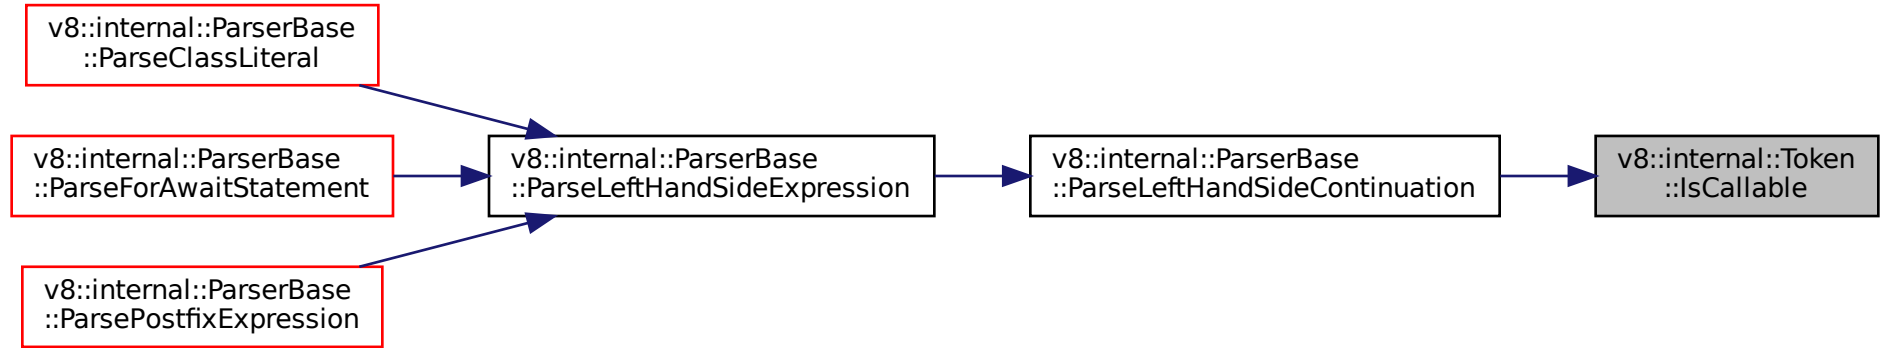 v8::internal::ParserBase
::ParseClassLiteral
v8::internal::ParserBase
::ParseForAwaitStatement
v8::internal::ParserBase
::ParsePostfixExpression
v8::internal::ParserBase
::ParseLeftHandSideExpression
v8::internal::ParserBase
::ParseLeftHandSideContinuation
v8::internal::Token
::IsCallable